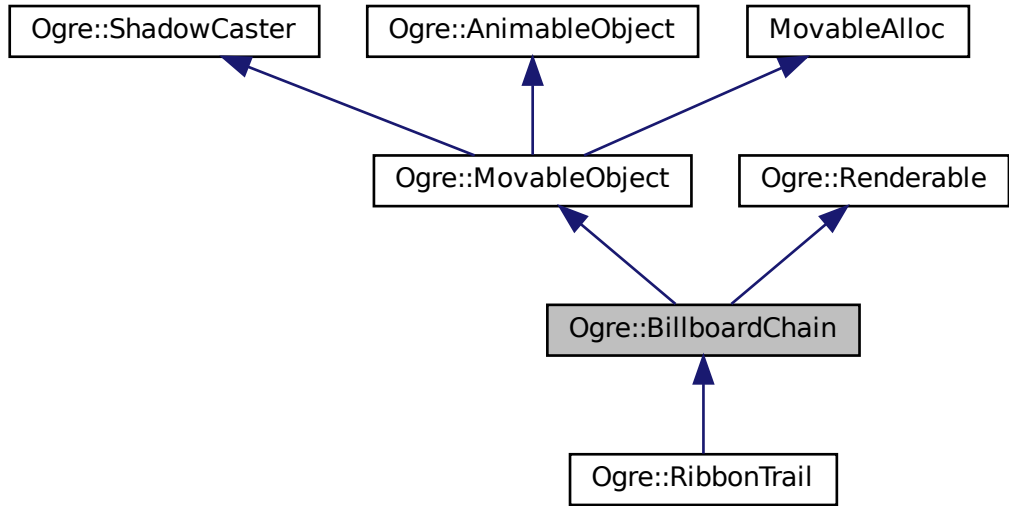 Ogre::ShadowCaster
Ogre::AnimableObject
MovableAlloc
Ogre::MovableObject
Ogre::Renderable
Ogre::BillboardChain
Ogre::RibbonTrail